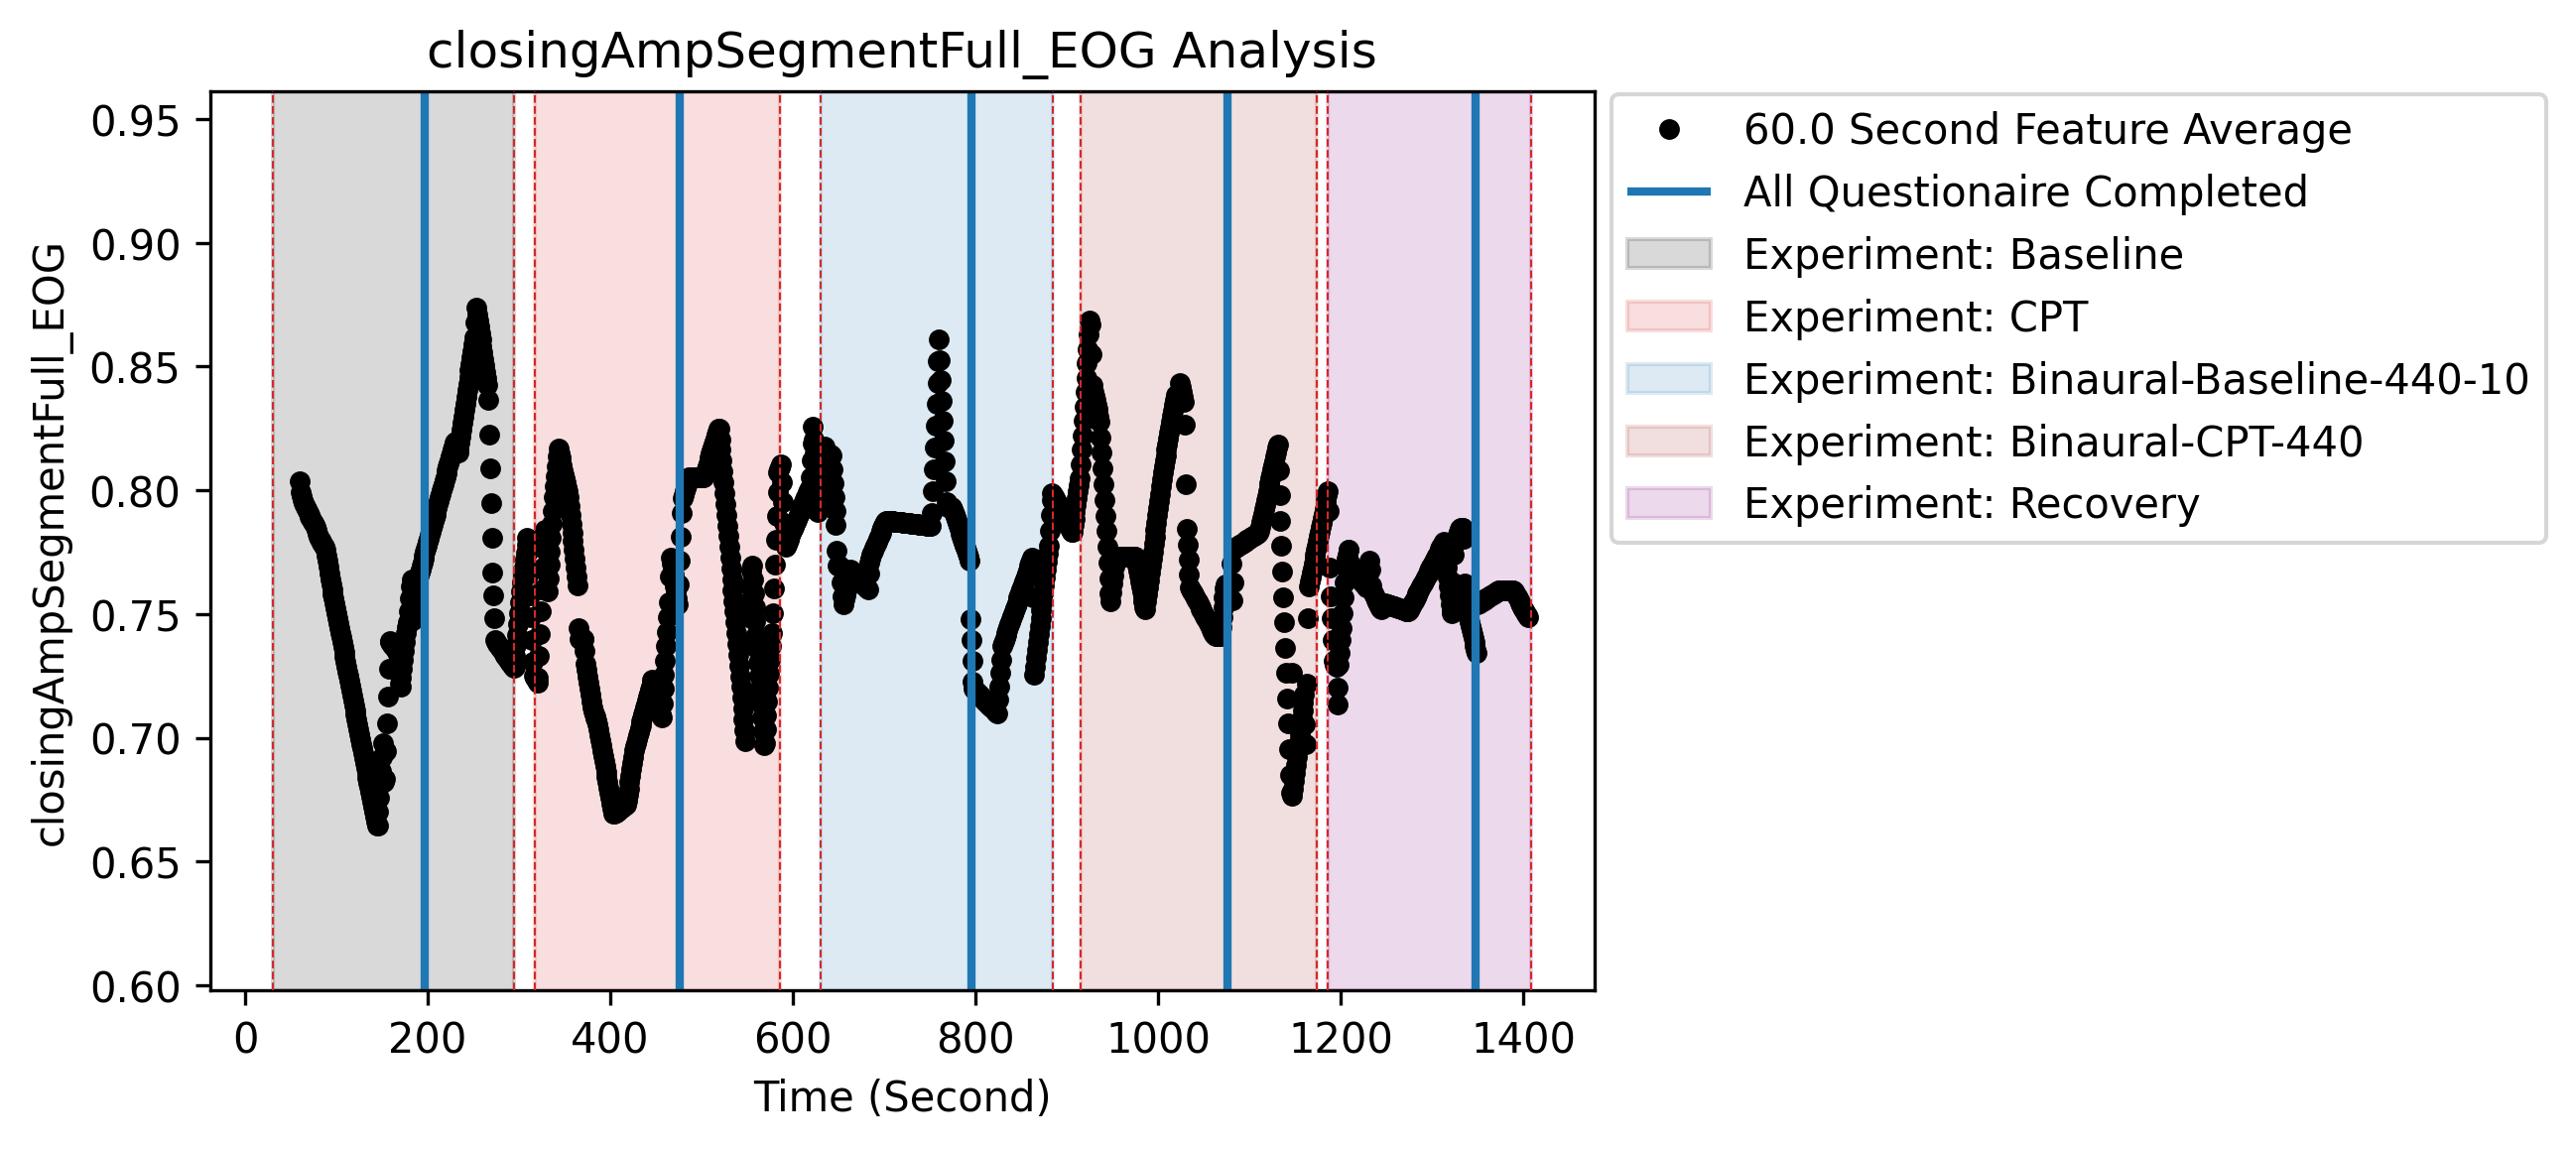 closingAmpSegmentFull_EOG Analysis
closingAmpSegmentFull_EOG
0.95
0.90
0.85
0.80
0.75
0.70
0.65
0.60
0 200 400 600 800 1000 1200 1400
Time (Second)
60.0 Second Feature Average
All Questionaire Completed
Experiment: Baseline
Experiment: CPT
Experiment: Binaural-Baseline-440-10
Experiment: Binaural-CPT-440
Experiment: Recovery